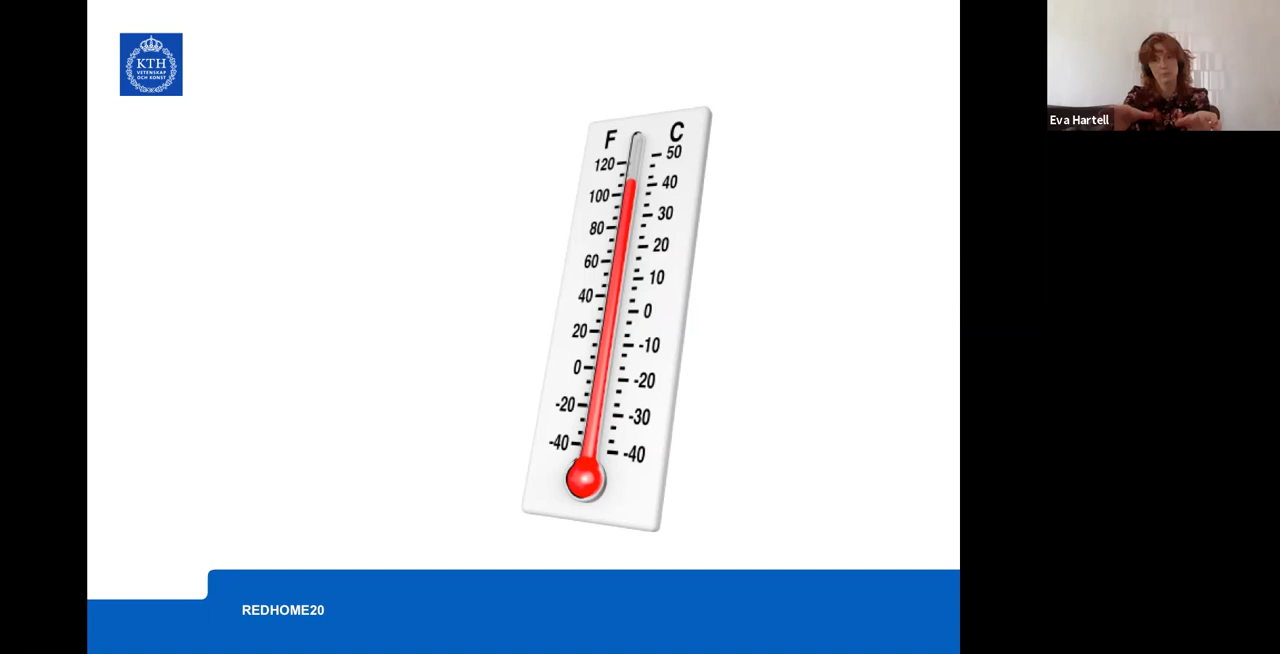 KTH
VETENSKAP
OCH KONST
F C
120 50
100 40
80 30
60 20
40 10
20 0
0 -10
-20 -20
-40 -30
-40
Eva Hartell
REDHOME20